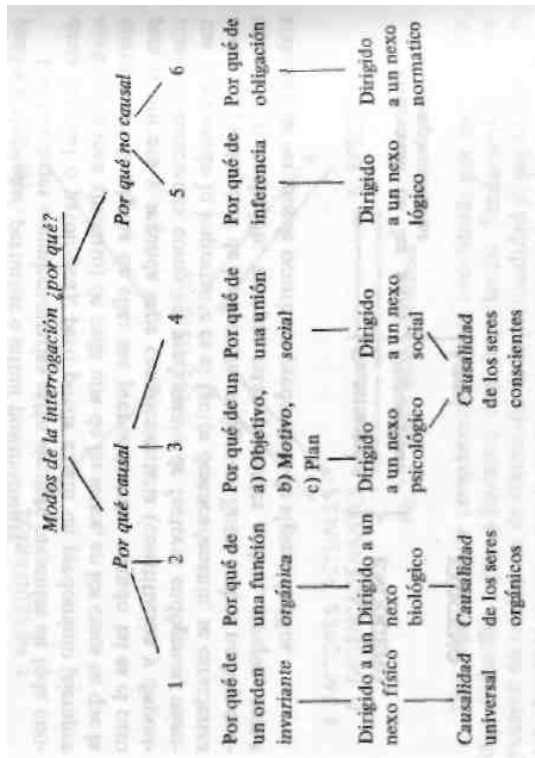 Modos de la interrogación ¿por qué?
Por qué causal
Por qué no causal
1 2 3 4 5 6
Por qué de
un orden
invariante
Por qué de
una función
orgánica
Por qué de un
a) Objetivo,
b) Motivo,
c) Plan
Por qué de
una unión
social
Por qué de
inferencia
Por qué de
obligación
Dirigido a un
nexo físico
Dirigido a un
nexo
biológico
Dirigido
a un nexo
psicológico
Dirigido
a un nexo
social
Dirigido
a un nexo
lógico
Dirigido
a un nexo
normatico
Causalidad
universal
Causalidad
de los seres
orgánicos
Causalidad
de los seres
conscientes